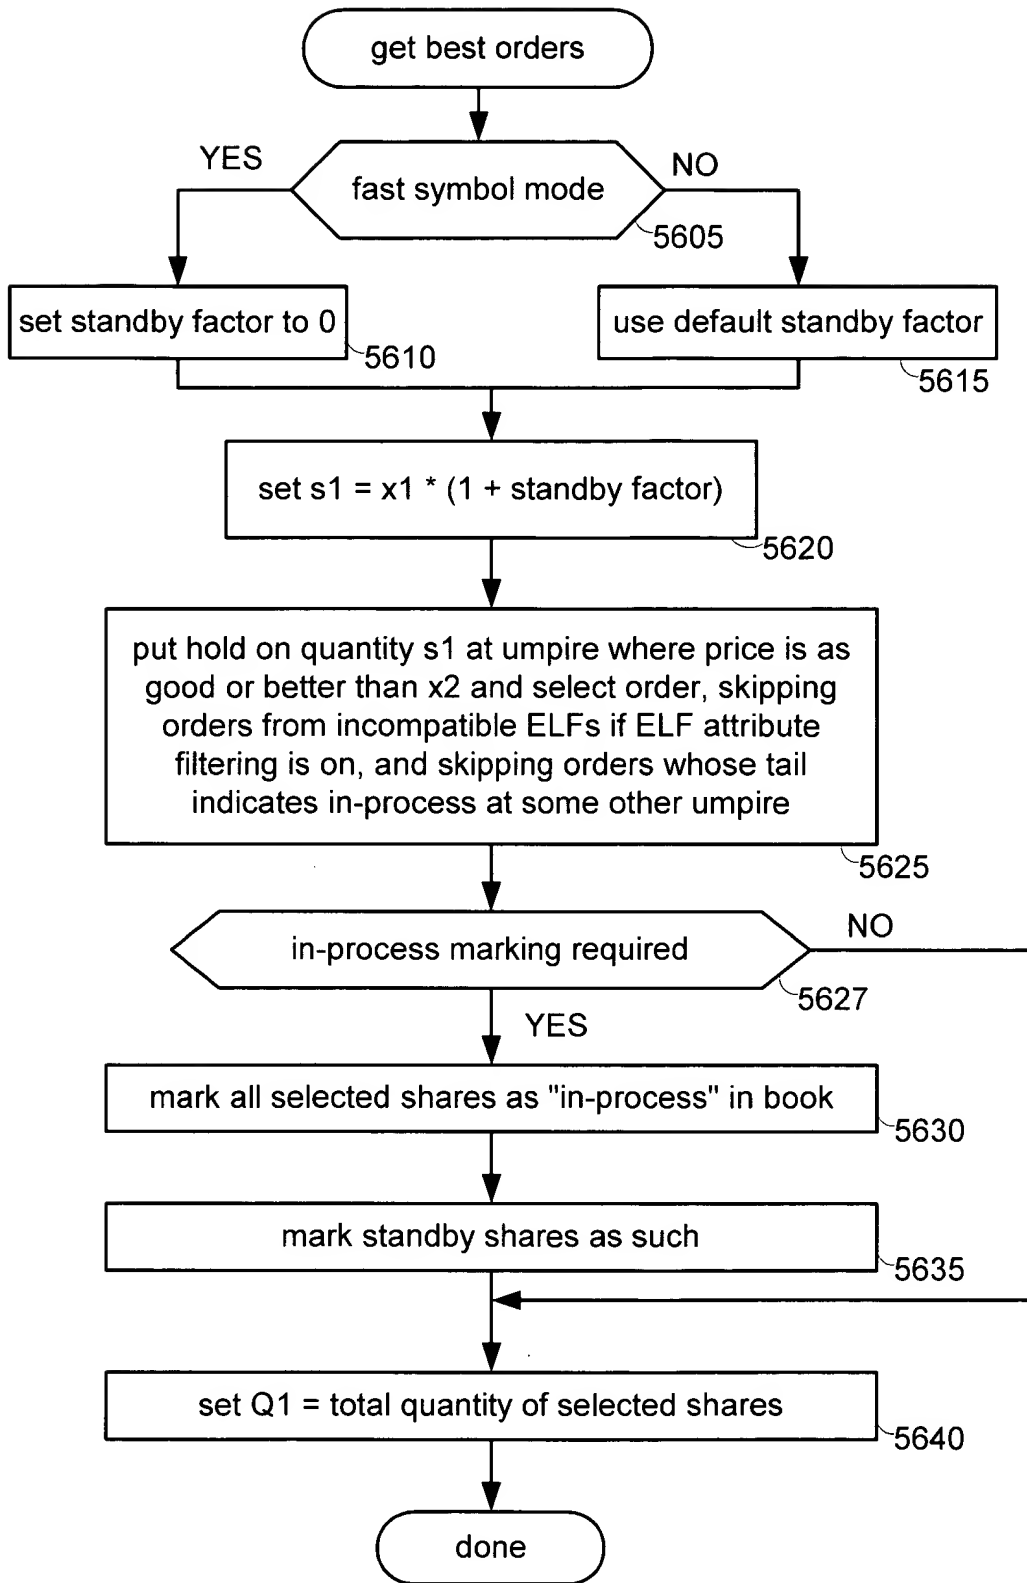 get best orders
YES
NO
fast symbol mode
5605
set standby factor to 0
5610
use default standby factor
5615
set s1 = x1 * (1 + standby factor)
5620
put hold on quantity s1 at umpire where price is as
good or better than x2 and select order, skipping
orders from incompatible ELFs if ELF attribute
filtering is on, and skipping orders whose tail
indicates in-process at some other umpire
5625
in-process marking required
NO
5627
YES
mark all selected shares as "in-process" in book
5630
mark standby shares as such
5635
set Q1 = total quantity of selected shares
5640
done